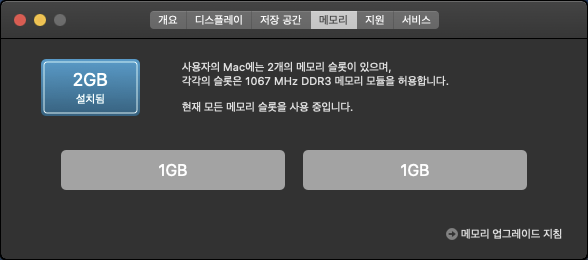 개요 디스플레이 저장 공간 메모리 지원 서비스
2GB
설치됨
사용자의 Mac에는 2개의 메모리 슬롯이 있으며,
각각의 슬롯은 1067 MHz DDR3 메모리 모듈을 허용합니다.
현재 모든 메모리 슬롯을 사용 중입니다.
1GB 1GB
메모리 업그레이드 지침